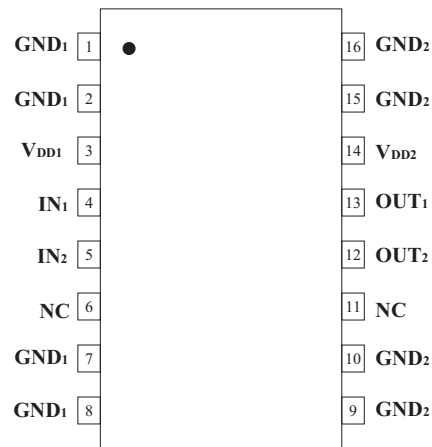 GND1 1 16 GND2
GND1 2 15 GND2
VDD1 3 14 VDD2
IN1 4 13 OUT1
IN2 5 12 OUT2
NC 6 11 NC
GND1 7 10 GND2
GND1 8 9 GND2